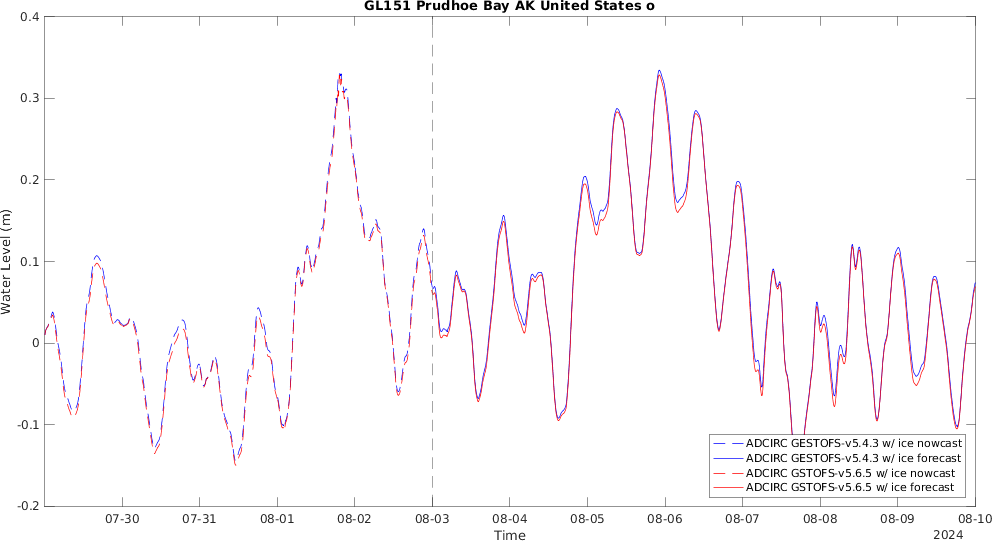 GL151 Prudhoe Bay AK United States o
0.4
0.3
0.2
0.1
0
-0.1
-0.2
Water Level (m)
ADCIRC GESTOFS-v5.4.3 w/ ice nowcast
ADCIRC GESTOFS-v5.4.3 w/ ice forecast
ADCIRC GSTOFS-v5.6.5 w/ ice nowcast
ADCIRC GSTOFS-v5.6.5 w/ ice forecast
07-30 07-31 08-01 08-02 08-03 08-04 08-05 08-06 08-07 08-08 08-09 08-10
Time
2024